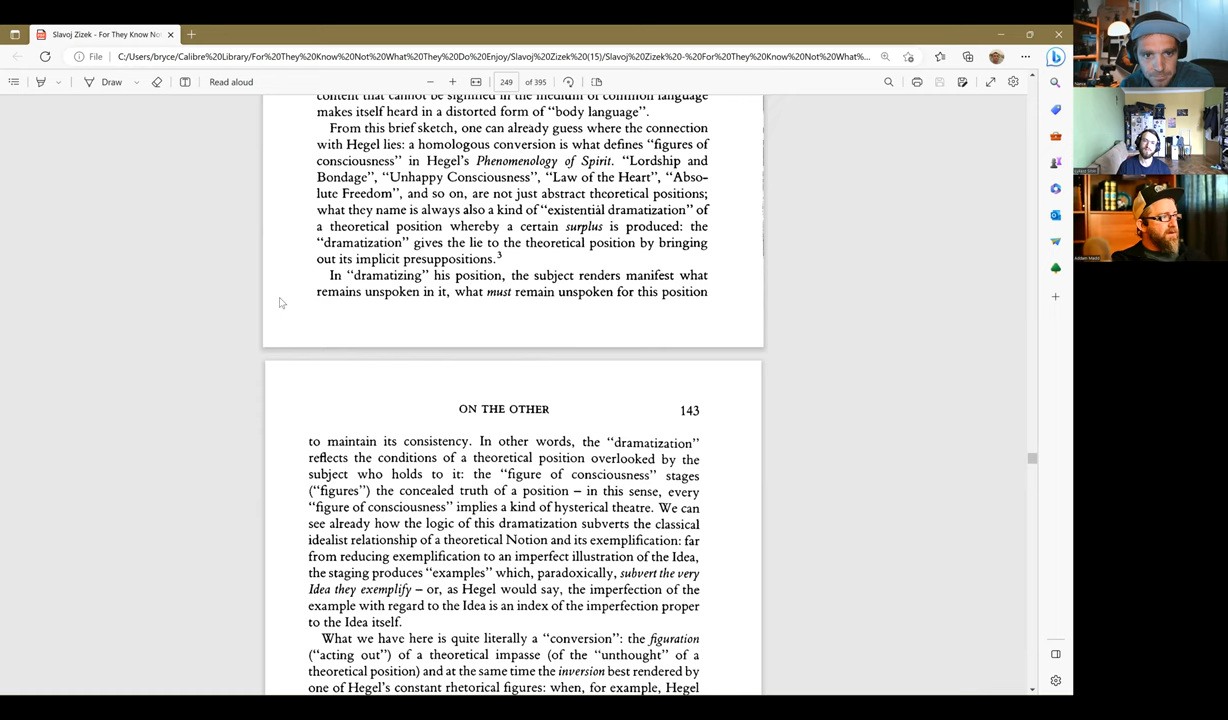 Slavoj Zizek - For They Know No
File
C:/Users/bryce/Calibre%20Library/For%20They%20Know%20Not%20What%20They%20Do%20Enjoy/Slavoj%20Zizek%20(15)/Slavoj%20Zizek%20-%20For%20They%20Know%20Not%20What%...
Draw
Read aloud
249 of 395
content that cannot be signified in the medium of common language
makes itself heard in a distorted form of “body language”.
From this brief sketch, one can already guess where the connection
with Hegel lies: a homologous conversion is what defines “figures of
consciousness” in Hegel's Phenomenology of Spirit. “Lordship and
Bondage”, “Unhappy Consciousness”, “Law of the Heart”, “Abso-
lute Freedom”, and so on, are not just abstract theoretical positions;
what they name is always also a kind of “existential dramatization” of
a theoretical position whereby a certain surplus is produced: the
“dramatization” gives the lie to the theoretical position by bringing
out its implicit presuppositions.3
In “dramatizing” his position, the subject renders manifest what
remains unspoken in it, what must remain unspoken for this position
ON THE OTHER 143
to maintain its consistency. In other words, the “dramatization”
reflects the conditions of a theoretical position overlooked by the
subject who holds to it: the “figure of consciousness” stages
(“figures”) the concealed truth of a position – in this sense, every
“figure of consciousness” implies a kind of hysterical theatre. We can
see already how the logic of this dramatization subverts the classical
idealist relationship of a theoretical Notion and its exemplification: far
from reducing exemplification to an imperfect illustration of the Idea,
the staging produces “examples” which, paradoxically, subvert the very
Idea they exemplify – or, as Hegel would say, the imperfection of the
example with regard to the Idea is an index of the imperfection proper
to the Idea itself.
What we have here is quite literally a “conversion”: the figuration
(“acting out”) of a theoretical impasse (of the “unthought” of a
theoretical position) and at the same time the inversion best rendered by
one of Hegel's constant rhetorical figures: when, for example, Hegel